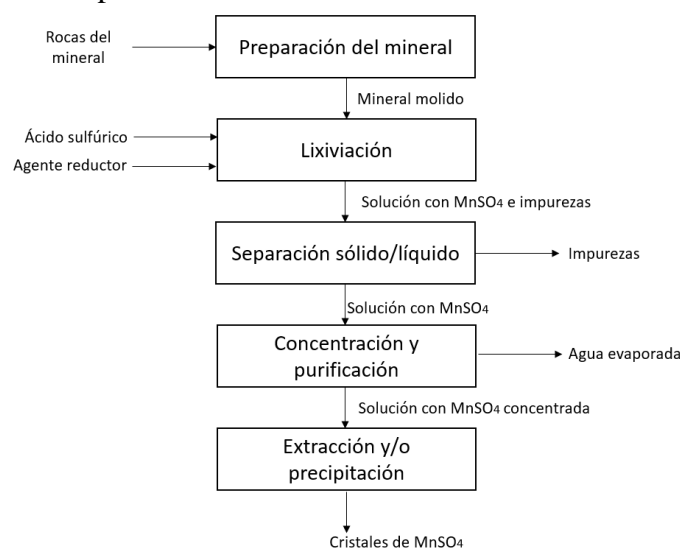 Rocas del
mineral
Preparación del mineral
Mineral molido
Ácido sulfúrico
Agente reductor
Lixiviación
Solución con MnSO4 e impurezas
Separación sólido/líquido
Impurezas
Solución con MnSO4
Concentración y
purificación
Agua evaporada
Solución con MnSO4 concentrada
Extracción y/o
precipitación
Cristales de MnSO4